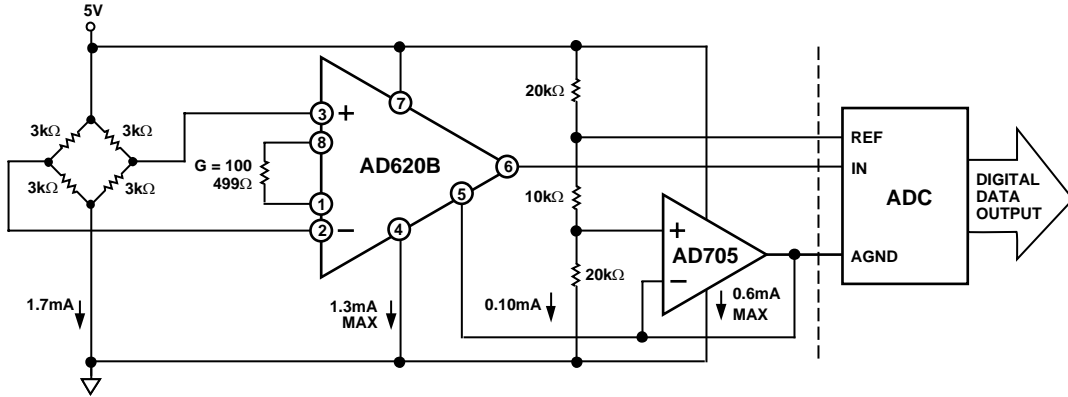 5V
3kΩ
3kΩ
3kΩ
3kΩ
1.7mA
G = 100
499Ω
3
8
1
2
+
–
7
AD620B
6
5
4
1.3mA
MAX
20kΩ
10kΩ
20kΩ
0.10mA
+
–
AD705
0.6mA
MAX
REF
IN
AGND
ADC
DIGITAL
DATA
OUTPUT